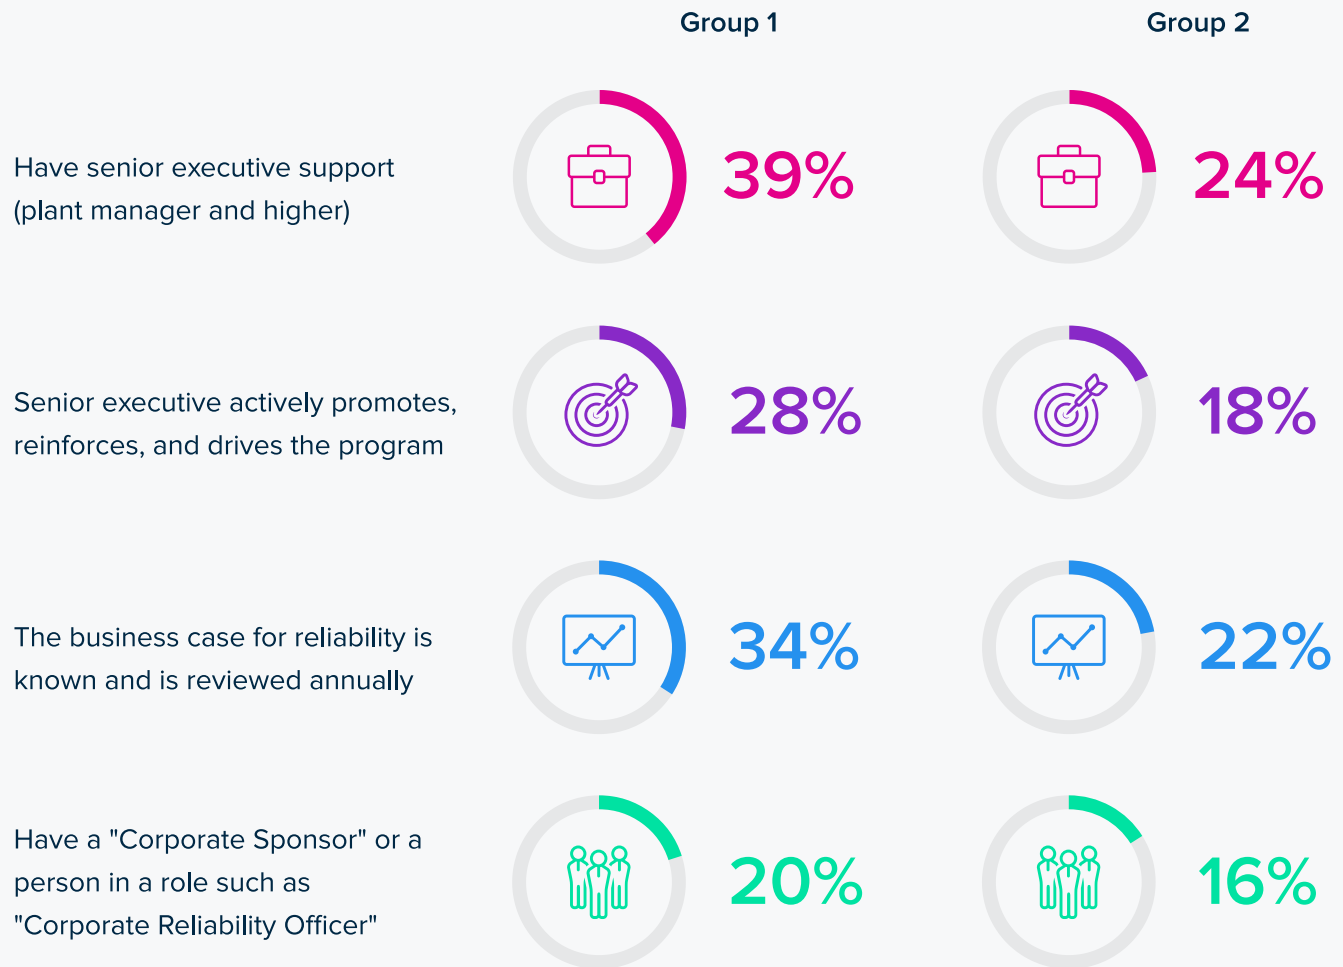 Group 1
Group 2
Have senior executive support
(plant manager and higher)
39%
24%
Senior executive actively promotes,
reinforces, and drives the program
28%
18%
The business case for reliability is
known and is reviewed annually
34%
22%
Have a "Corporate Sponsor" or a
person in a role such as
"Corporate Reliability Officer"
20%
16%